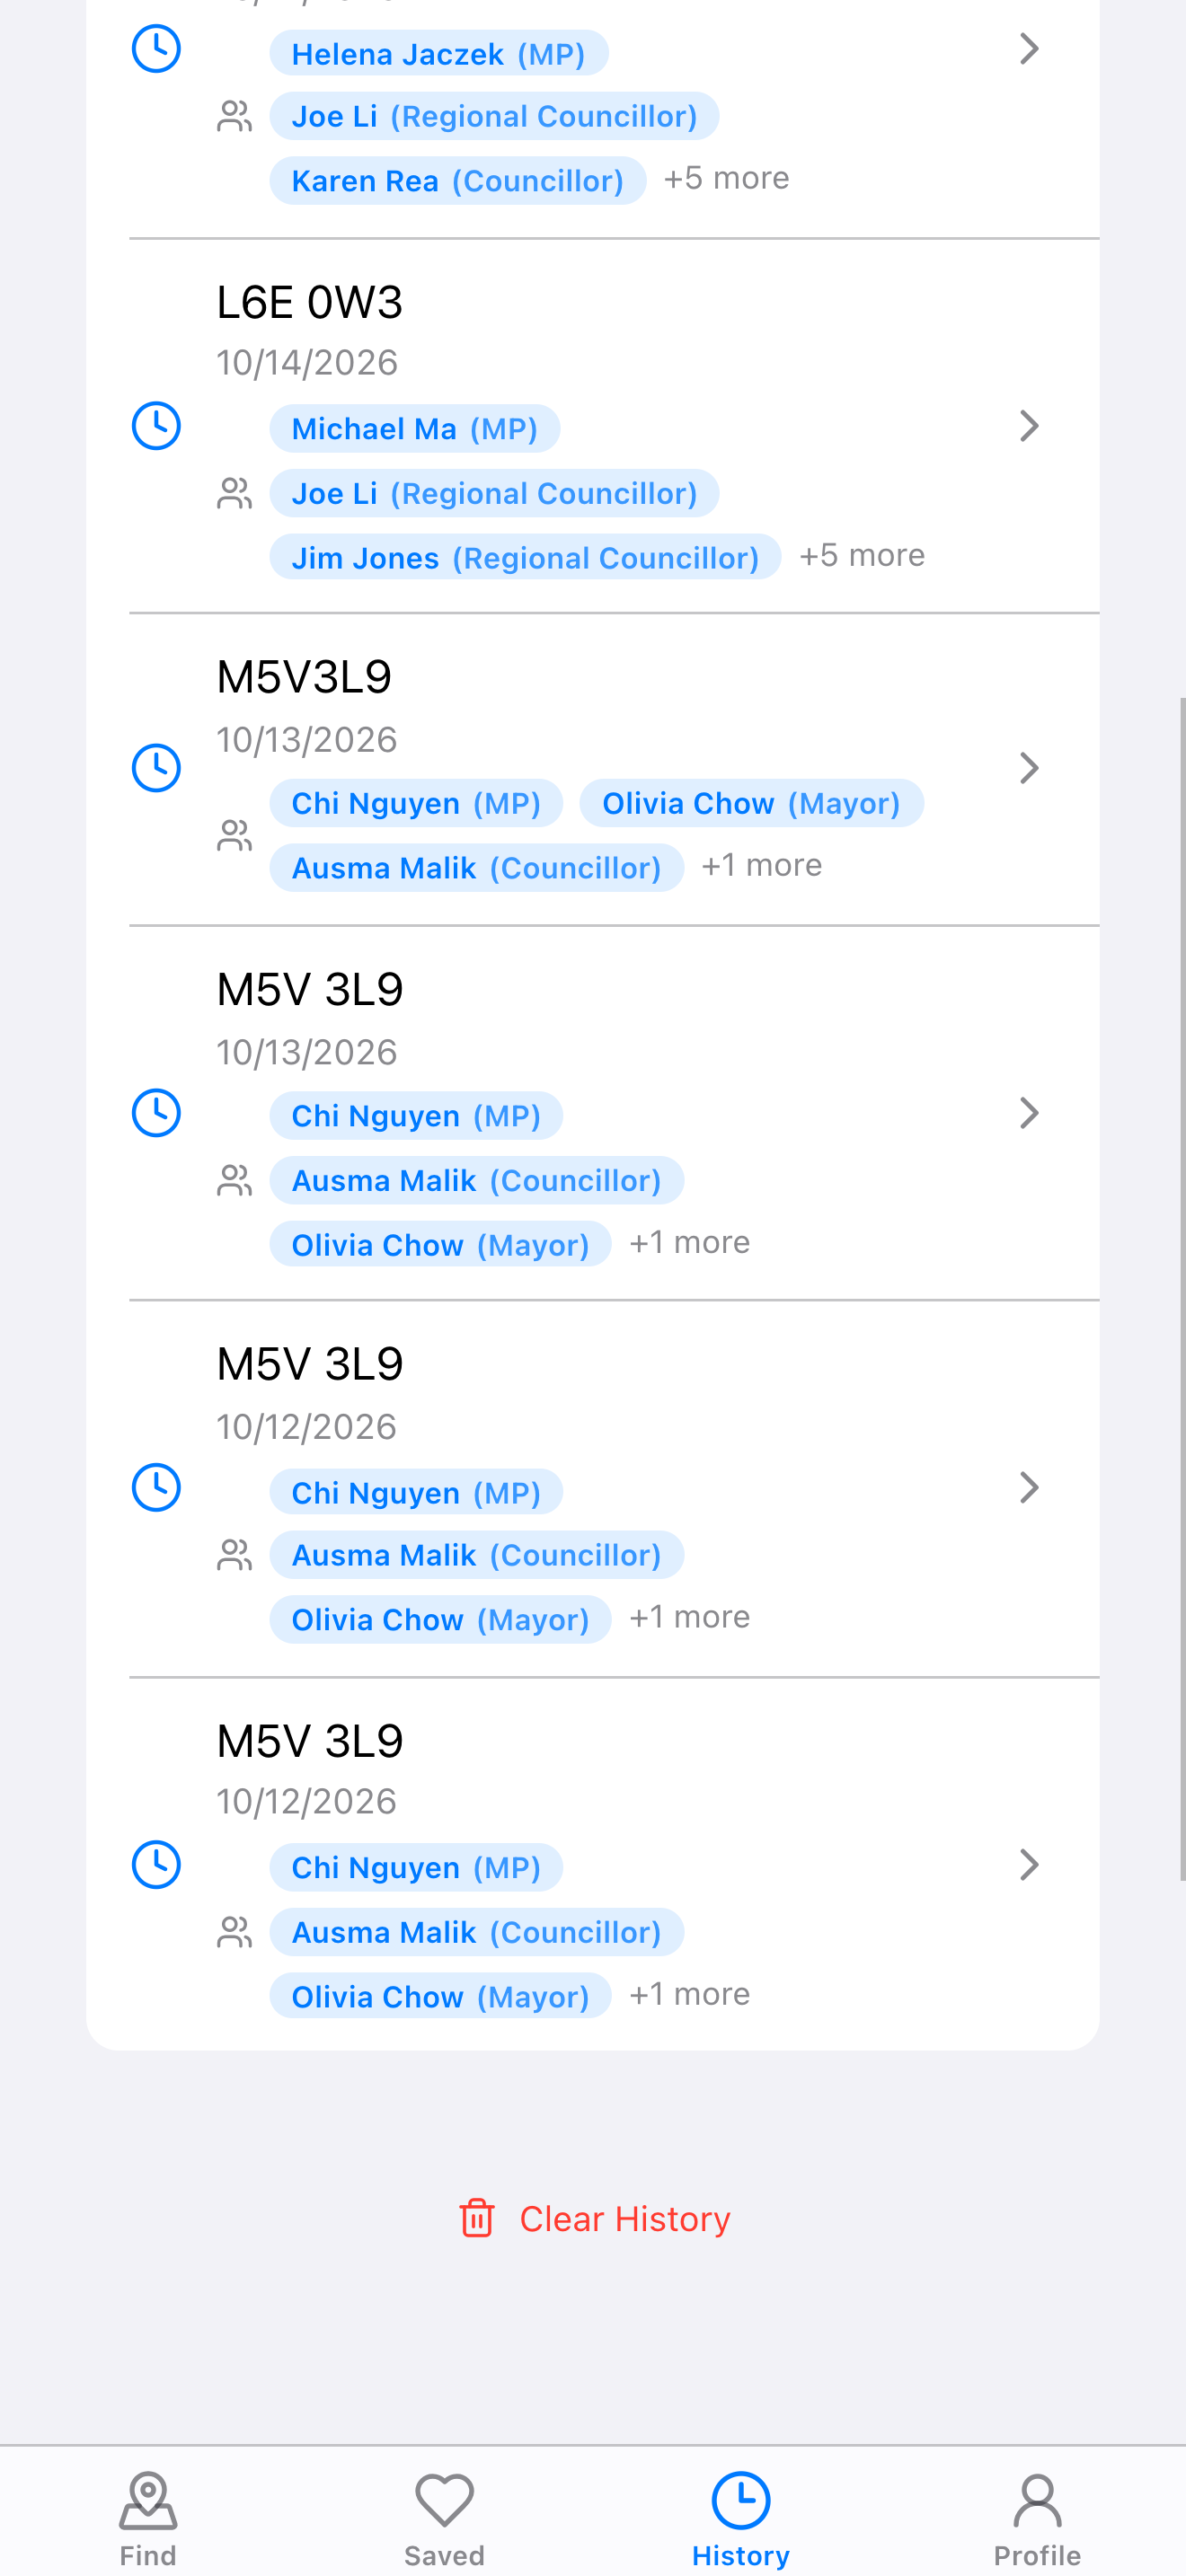 Helena Jaczek (MP)
Joe Li (Regional Councillor)
Karen Rea (Councillor) +5 more
L6E 0W3
10/14/2026
Michael Ma (MP)
Joe Li (Regional Councillor)
Jim Jones (Regional Councillor) +5 more
M5V3L9
10/13/2026
Chi Nguyen (MP) Olivia Chow (Mayor)
Ausma Malik (Councillor) +1 more
M5V 3L9
10/13/2026
Chi Nguyen (MP)
Ausma Malik (Councillor)
Olivia Chow (Mayor) +1 more
M5V 3L9
10/12/2026
Chi Nguyen (MP)
Ausma Malik (Councillor)
Olivia Chow (Mayor) +1 more
M5V 3L9
10/12/2026
Chi Nguyen (MP)
Ausma Malik (Councillor)
Olivia Chow (Mayor) +1 more
Clear History
Find Saved History Profile